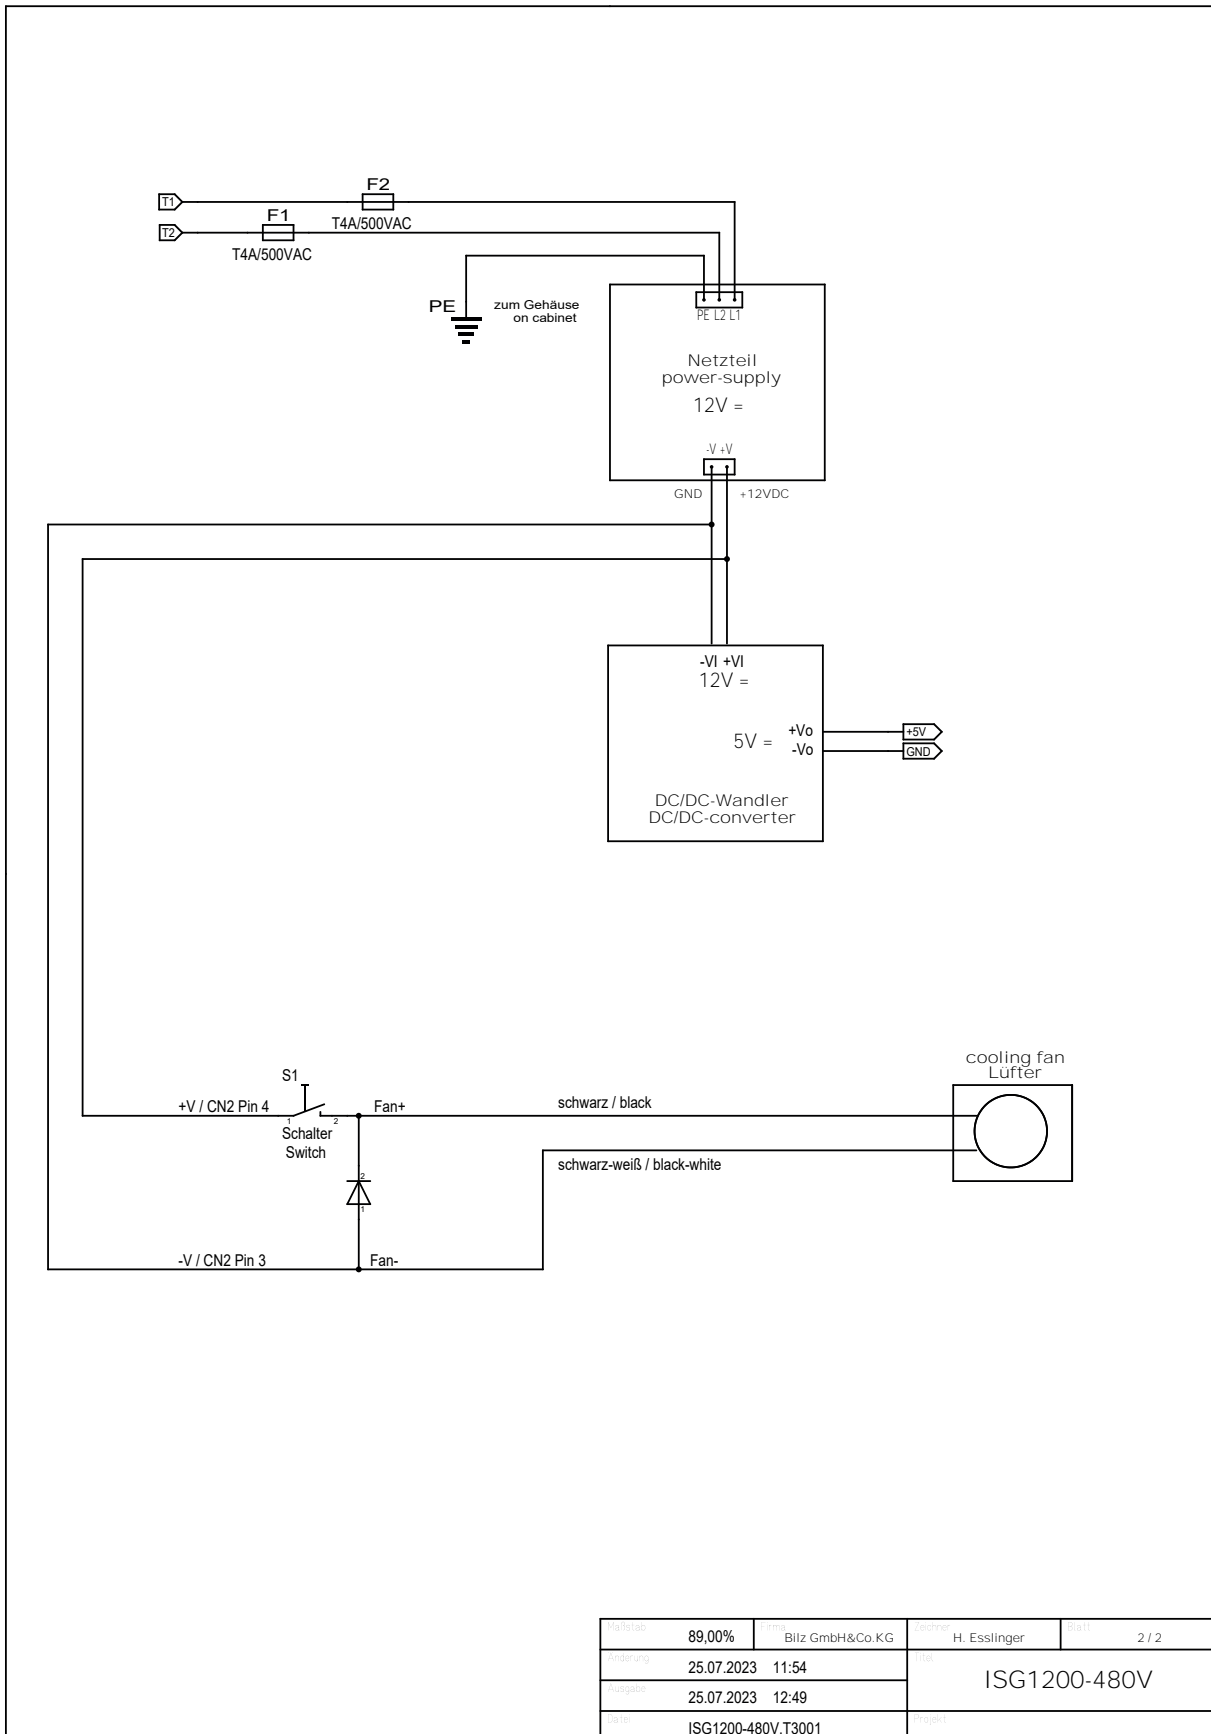 F2
T1
T4A/500VAC
F1
T2
T4A/500VAC
PE
zum Gehäuse
on cabinet
PE L2 L1
Netzteil
power-supply
12V =
-V +V
GND
+12VDC
-VI +VI
12V =
+Vo
5V =
-Vo
+5V
GND
DC/DC-Wandler
DC/DC-converter
cooling fan
Lüfter
S1
+V / CN2 Pin 4
1
2
Fan+
schwarz / black
Schalter
Switch
schwarz-weiß / black-white
2
1
-V / CN2 Pin 3
Fan-
Maßstab
89,00%
Firma
Bilz GmbH&Co.KG
Zeichner
H. Esslinger
Blatt
2 / 2
Änderung
25.07.2023 11:54
Titel
ISG1200-480V
Ausgabe
25.07.2023 12:49
Datei
ISG1200-480V.T3001
Projekt